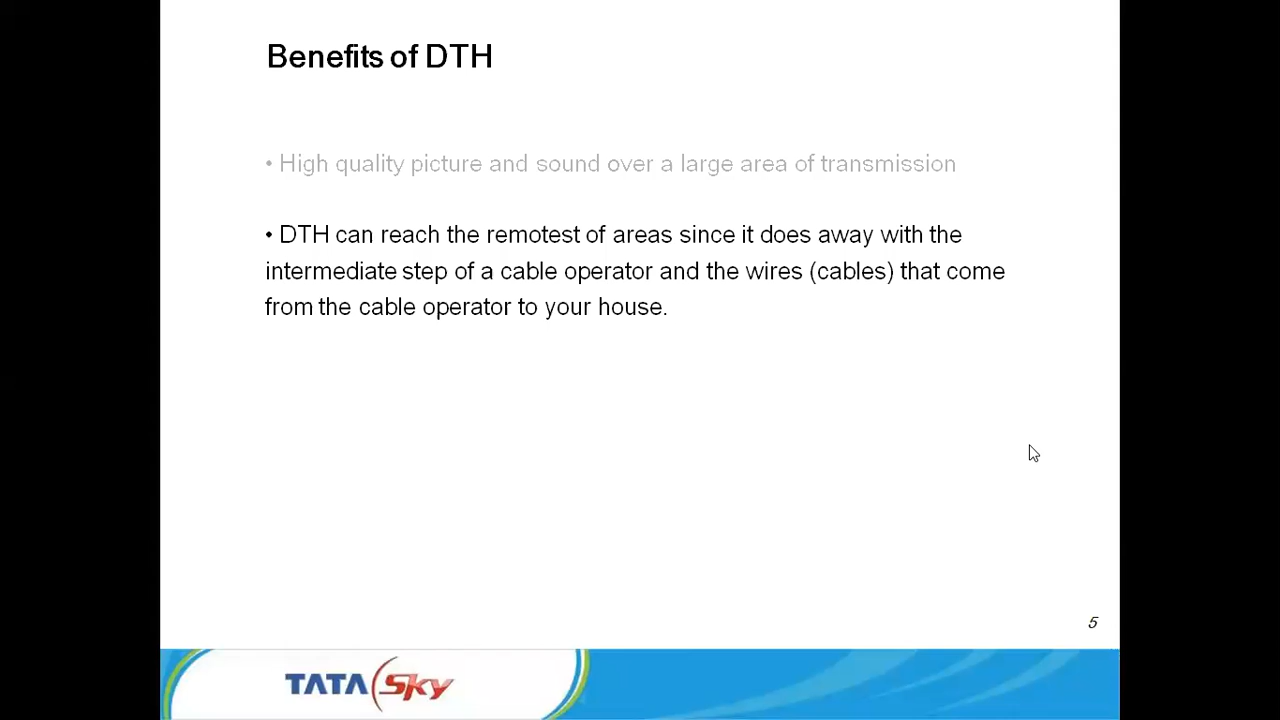 Benefits of DTH
• High quality picture and sound over a large area of transmission
• DTH can reach the remotest of areas since it does away with the
intermediate step of a cable operator and the wires (cables) that come
from the cable operator to your house.
5
TATA Sky